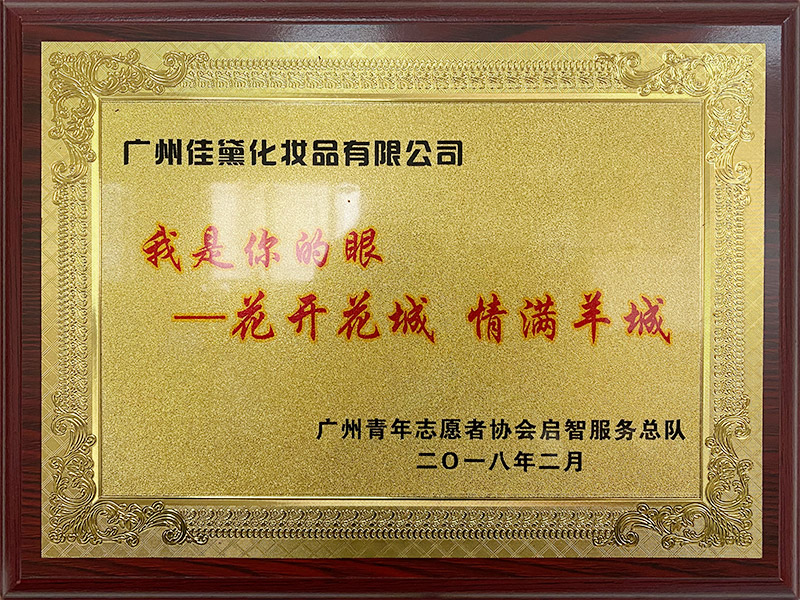 广州佳黛化妆品有限公司
我是你的眼
—花开花城 情满羊城
广州青年志愿者协会启智服务总队
二〇一八年二月